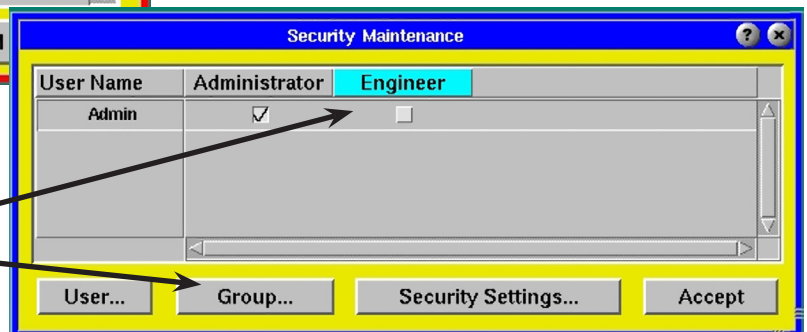 Security Maintenance
User Name Administrator Engineer
Admin
User... Group... Security Settings... Accept